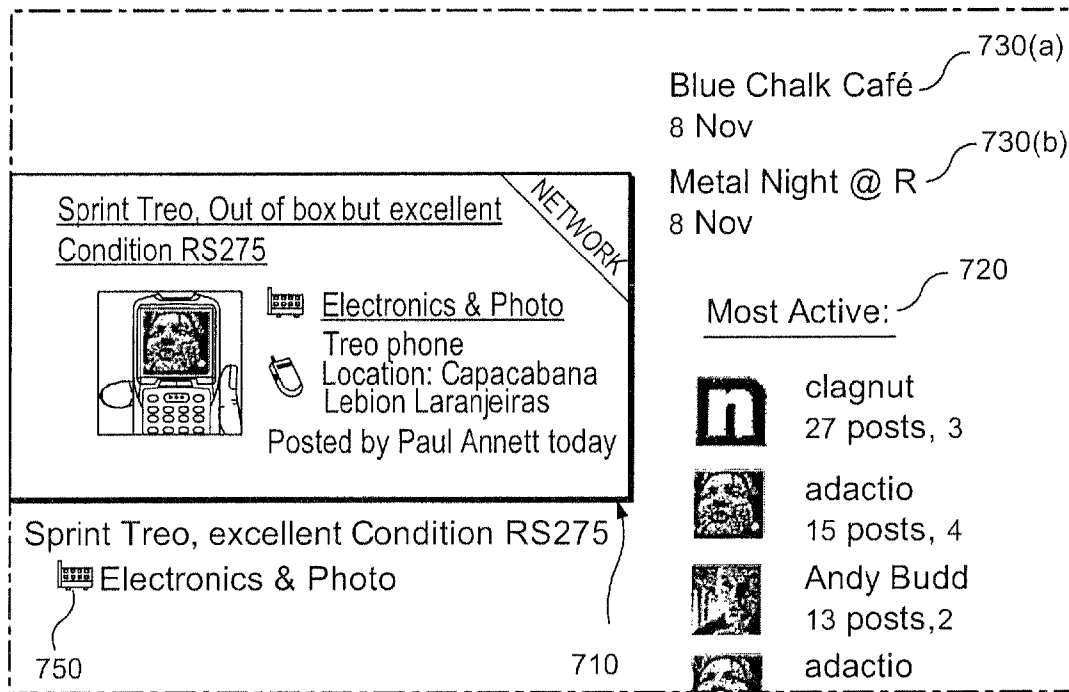 730(a)
Blue Chalk Café
8 Nov
730(b)
Metal Night @ R
8 Nov
Sprint Treo, Out of box but excellent
Condition RS275
NETWORK
Electronics & Photo
Treo phone
Location: Capacabana
Lebion Laranjeiras
Posted by Paul Annett today
Sprint Treo, excellent Condition RS275
Electronics & Photo
750
710
720
Most Active:
n
clagnut
27 posts, 3
adactio
15 posts, 4
Andy Budd
13 posts,2
adactio